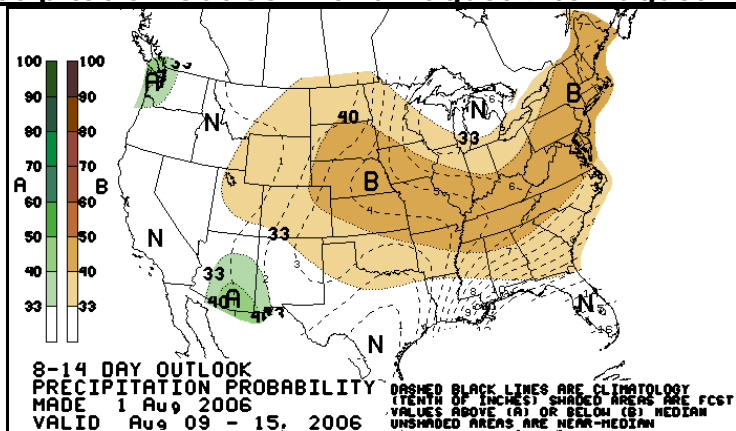 100 100
90 90
80 80
70 70
A B
60 60
50 50
40 40
33 33
A
N
40
N
33
B
B
N
33
33
A
40
N
N
8-14 DAY OUTLOOK
PRECIPITATION PROBABILITY
MADE 1 Aug 2006
VALID Aug 09 - 15, 2006
DASHED BLACK LINES ARE CLIMATOLOGY
(TENTH OF INCHES) SHADED AREAS ARE FCST
VALUES ABOVE (A) OR BELOW (B) MEDIAN
UNSHADED AREAS ARE NEAR-MEDIAN